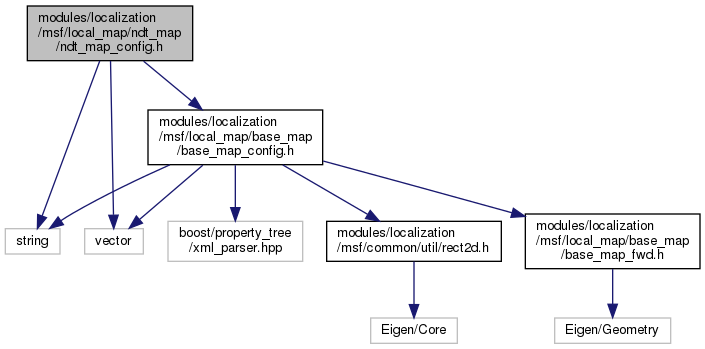 modules/localization
/msf/local_map/ndt_map
/ndt_map_config.h
modules/localization
/msf/local_map/base_map
/base_map_config.h
string
vector
boost/property_tree
/xml_parser.hpp
modules/localization
/msf/common/util/rect2d.h
modules/localization
/msf/local_map/base_map
/base_map_fwd.h
Eigen/Core
Eigen/Geometry